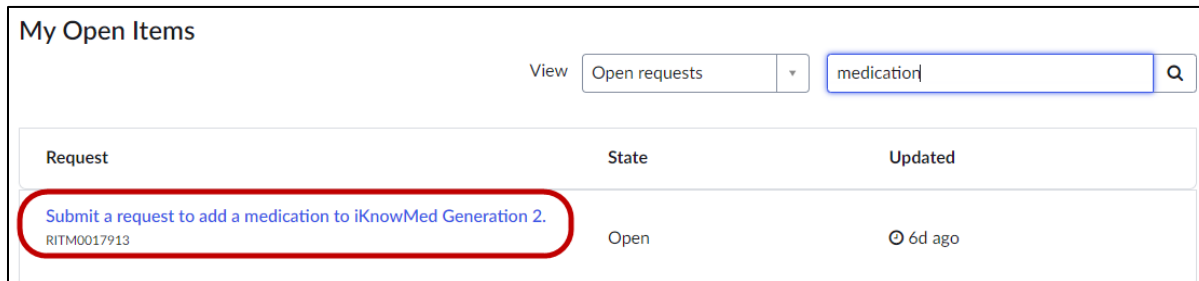 My Open Items
View Open requests medication
Request State Updated
Submit a request to add a medication to iKnowMed Generation 2.
RITM0017913
Open 6d ago